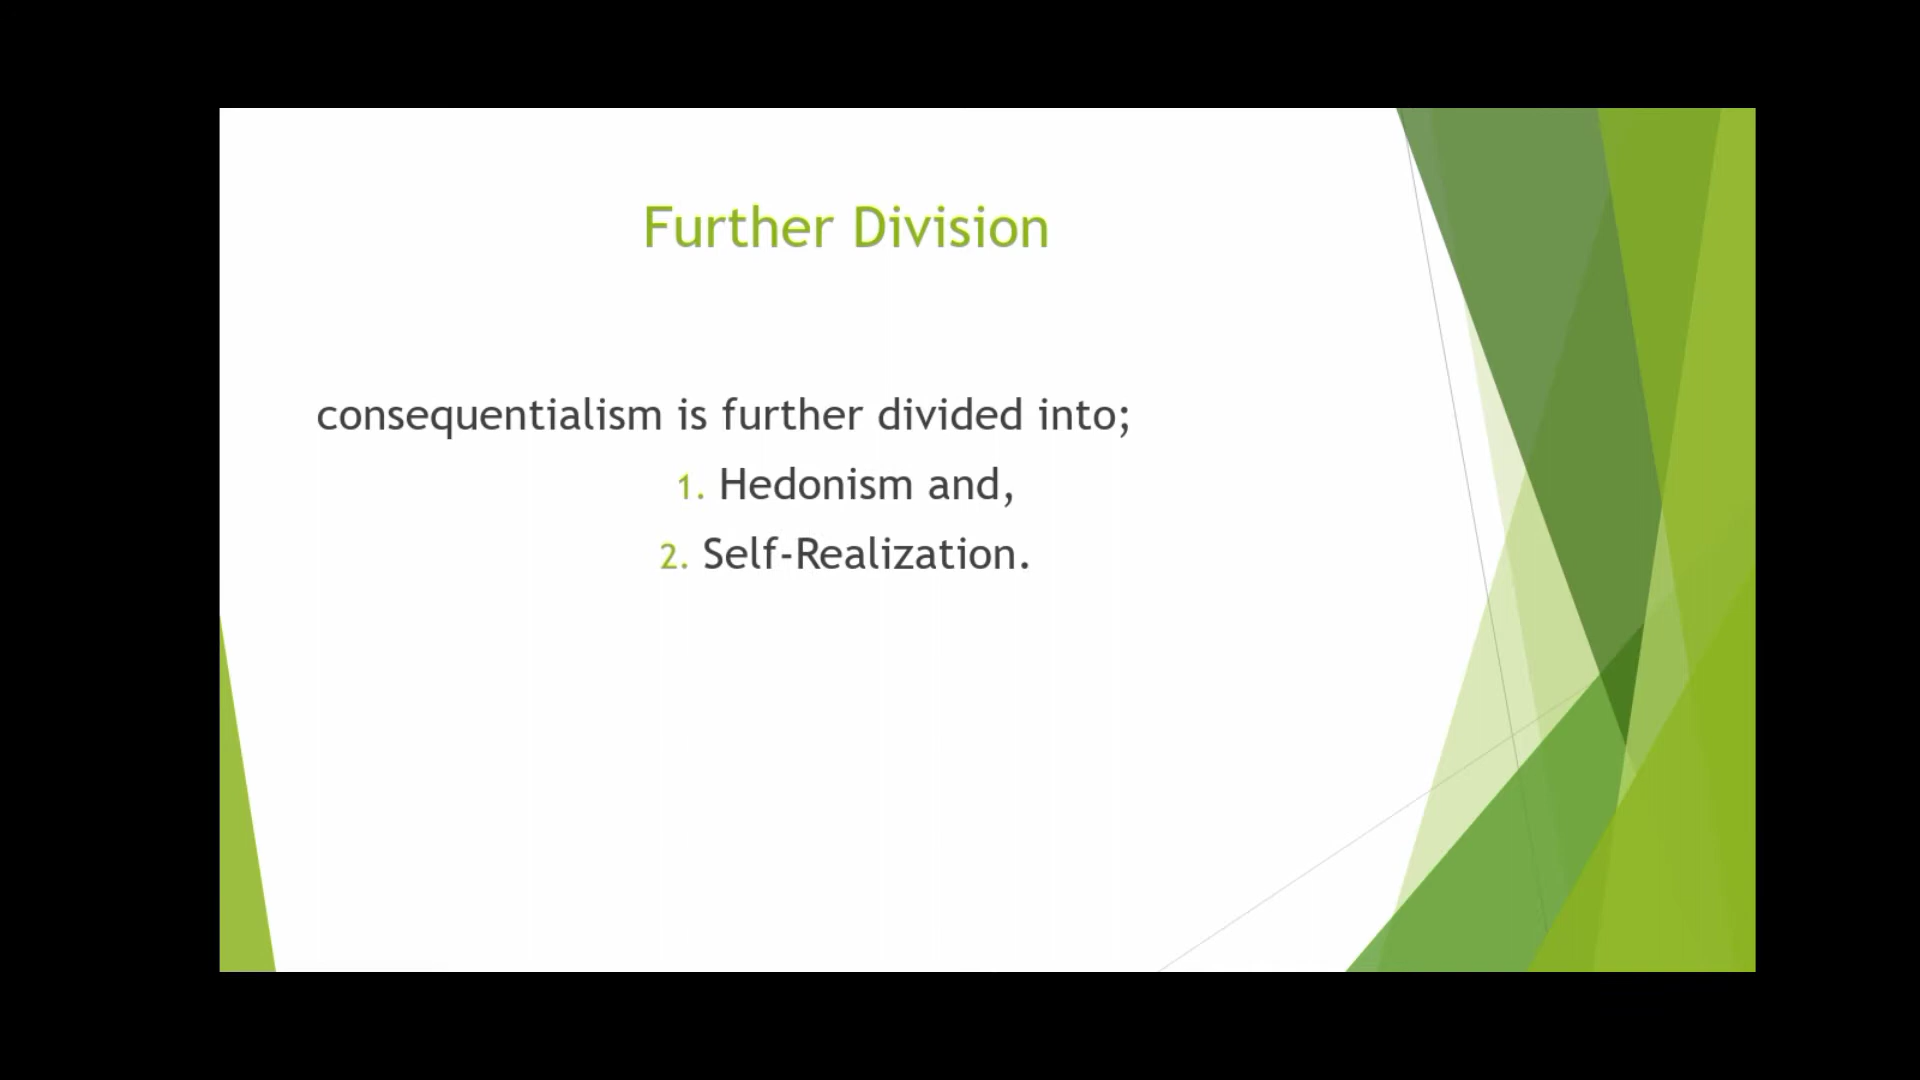 Further Division
consequentialism is further divided into;
1. Hedonism and,
2. Self-Realization.